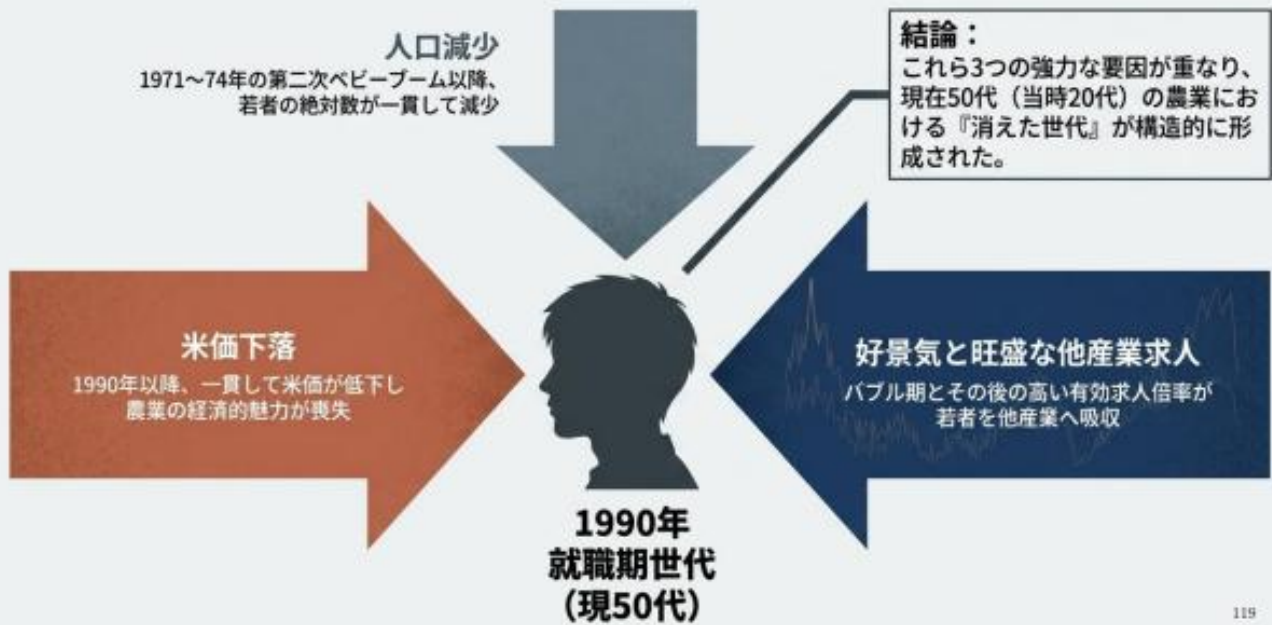 人口減少
1971〜74年の第二次ベビーブーム以降、
若者の絶対数が一貫して減少
結論：
これら3つの強力な要因が重なり、
現在50代（当時20代）の農業にお
ける『消えた世代』が構造的に形
成された。
米価下落
1990年以降、一貫して米価が低下し
農業の経済的魅力が喪失
好景気と旺盛な他産業求人
バブル期とその後の高い有効求人倍率が
若者を他産業へ吸収
1990年
就職期世代
（現50代）
119